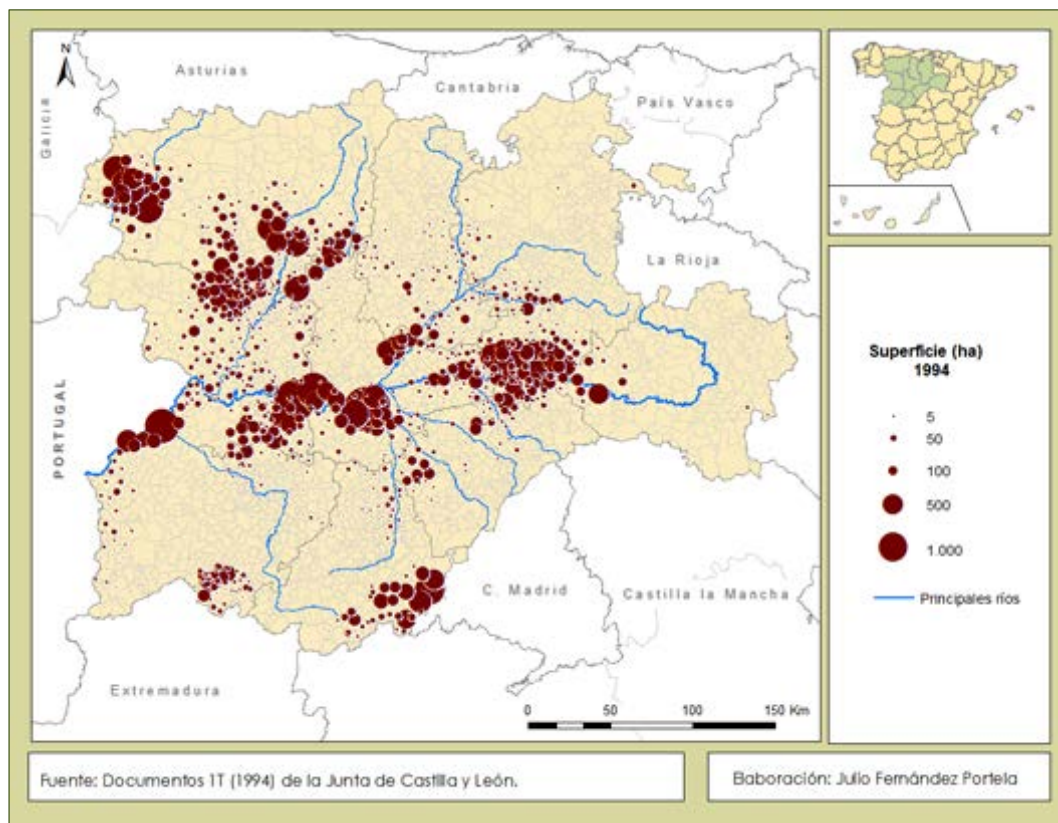 N
Asturias
Cantabria
País Vasco
Galicia
La Rioja
PORTUGAL
C. Madrid
Castilla la Mancha
Extremadura
0 50 100 150 Km
Superficie (ha)
1994
5
50
100
500
1.000
Principales ríos
Fuente: Documentos 1T (1994) de la Junta de Castilla y León.
Elaboración: Julio Fernández Portela